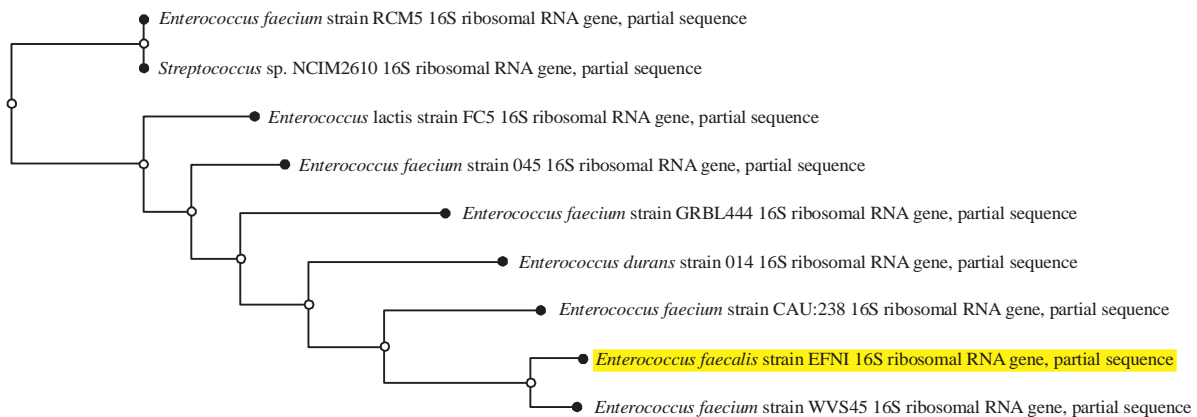 Enterococcus faecium strain RCM5 16S ribosomal RNA gene, partial sequence
Streptococcus sp. NCIM2610 16S ribosomal RNA gene, partial sequence
Enterococcus lactis strain FC5 16S ribosomal RNA gene, partial sequence
Enterococcus faecium strain 045 16S ribosomal RNA gene, partial sequence
Enterococcus faecium strain GRBL444 16S ribosomal RNA gene, partial sequence
Enterococcus durans strain 014 16S ribosomal RNA gene, partial sequence
Enterococcus faecium strain CAU:238 16S ribosomal RNA gene, partial sequence
Enterococcus faecalis strain EFNI 16S ribosomal RNA gene, partial sequence
Enterococcus faecium strain WVS45 16S ribosomal RNA gene, partial sequence